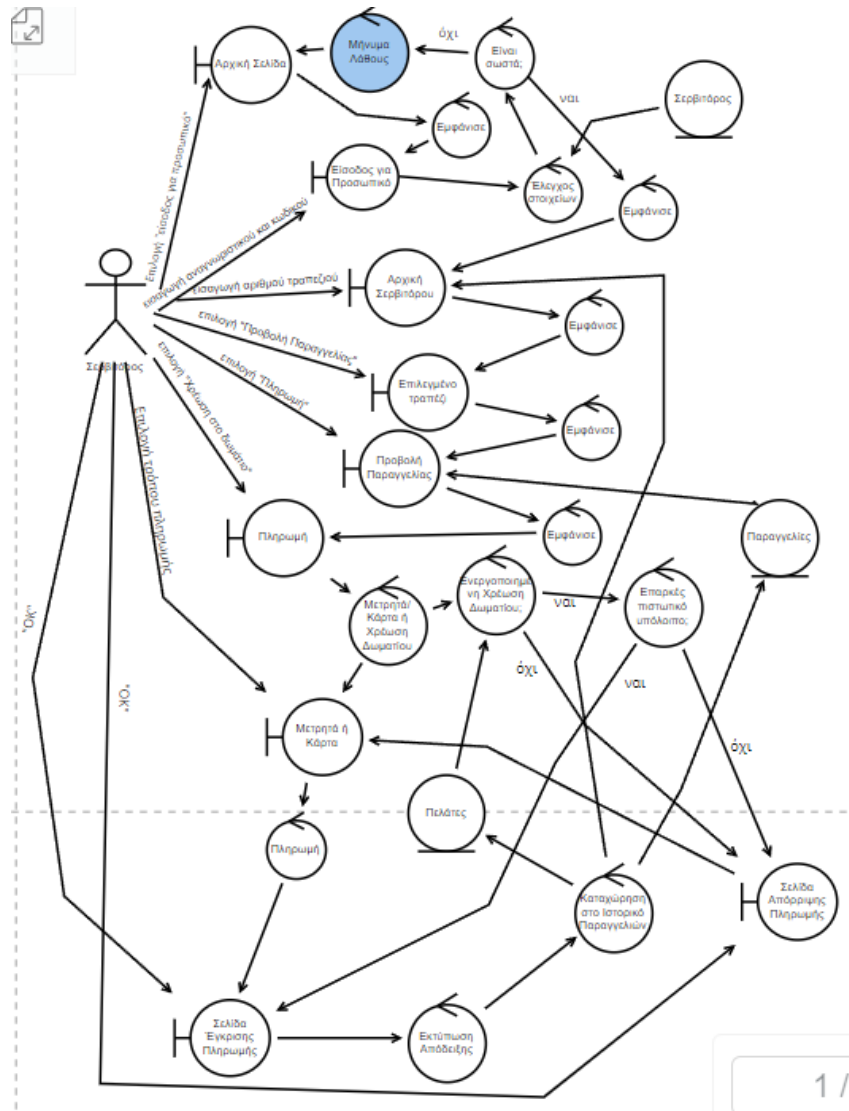 Μήνυμα
Λάθους
όχι
Είναι
σωστά;
Αρχική Σελίδα
ναι
Σερβιτόρος
Εμφάνισε
επιλογή "είσοδος για προσωπικό"
Είσοδος για
Προσωπικό
Έλεγχος
στοιχείων
Εμφάνισε
εισαγωγή αναγνωριστικού και κωδικού
εισαγωγή αριθμού τραπεζιού
Αρχική
Σερβιτόρου
Εμφάνισε
επιλογή "Προβολή Παραγγελίας"
Σερβιτόρος
επιλογή "Πληρωμή"
Επιλεγμένο
τραπέζι
επιλογή "Χρέωση στο δωμάτιο"
Εμφάνισε
Επιλογή τρόπου πληρωμής
Προβολή
Παραγγελίας
Πληρωμή
Εμφάνισε
Παραγγελίες
Μετρητά/
Κάρτα ή
Χρέωση
Δωματίου
Ενεργοποιημέ
νη Χρέωση
Δωματίου;
ναι
Επαρκές
πιστωτικό
υπόλοιπο;
"ΟΚ"
"ΟΚ"
όχι
ναι
όχι
Μετρητά ή
Κάρτα
Πελάτες
Πληρωμή
Καταχώρηση
στο Ιστορικό
Παραγγελιών
Σελίδα
Απόρριψης
Πληρωμής
Σελίδα
Έγκρισης
Πληρωμής
Εκτύπωση
Απόδειξης
1 /